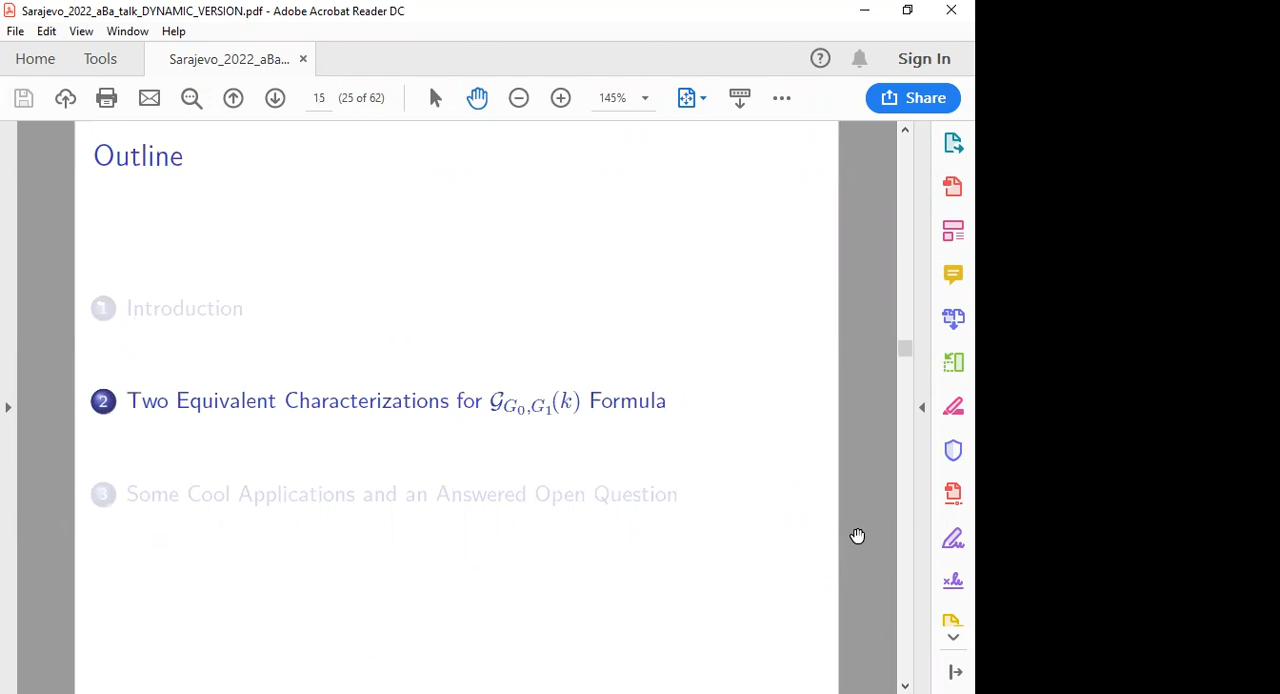 Sarajevo_2022_aBa_talk_DYNAMIC_VERSION.pdf - Adobe Acrobat Reader DC
File Edit View Window Help
Home Tools Sarajevo_2022_aBa... × Sign In
15 (25 of 62) 145% Share
Outline
1 Introduction
2 Two Equivalent Characterizations for 𝒢_{G₀,G₁}(k) Formula
3 Some Cool Applications and an Answered Open Question